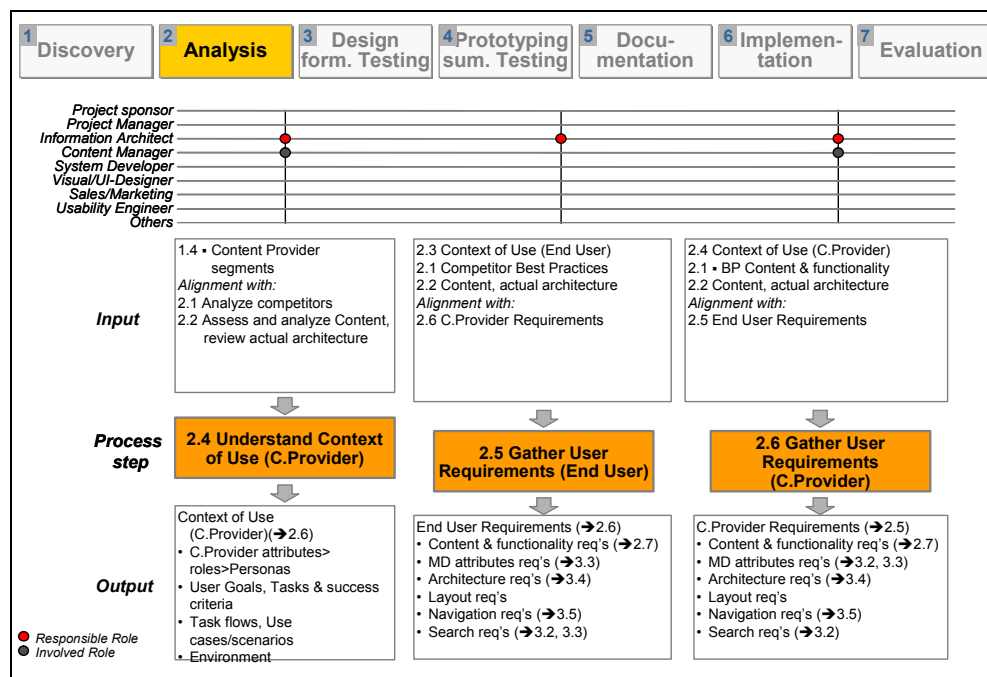 1
Discovery
2
Analysis
3
Design
form. Testing
4
Prototyping
sum. Testing
5
Docu-
mentation
6
Implemen-
tation
7
Evaluation
Project sponsor
Project Manager
Information Architect
Content Manager
System Developer
Visual/UI-Designer
Sales/Marketing
Usability Engineer
Others
Input
1.4 ▪ Content Provider
segments
Alignment with:
2.1 Analyze competitors
2.2 Assess and analyze Content,
review actual architecture
2.3 Context of Use (End User)
2.1 Competitor Best Practices
2.2 Content, actual architecture
Alignment with:
2.6 C.Provider Requirements
2.4 Context of Use (C.Provider)
2.1 ▪ BP Content & functionality
2.2 Content, actual architecture
Alignment with:
2.5 End User Requirements
Process
step
2.4 Understand Context
of Use (C.Provider)
2.5 Gather User
Requirements (End User)
2.6 Gather User
Requirements
(C.Provider)
Output
Context of Use
(C.Provider)(➔2.6)
• C.Provider attributes>
roles>Personas
• User Goals, Tasks & success
criteria
• Task flows, Use
cases/scenarios
• Environment
End User Requirements (➔2.6)
• Content & functionality req's (➔2.7)
• MD attributes req's (➔3.3)
• Architecture req's (➔3.4)
• Layout req's
• Navigation req's (➔3.5)
• Search req's (➔3.2, 3.3)
C.Provider Requirements (➔2.5)
• Content & functionality req's (➔2.7)
• MD attributes req's (➔3.2, 3.3)
• Architecture req's (➔3.4)
• Layout req's
• Navigation req's (➔3.5)
• Search req's (➔3.2)
Responsible Role
Involved Role